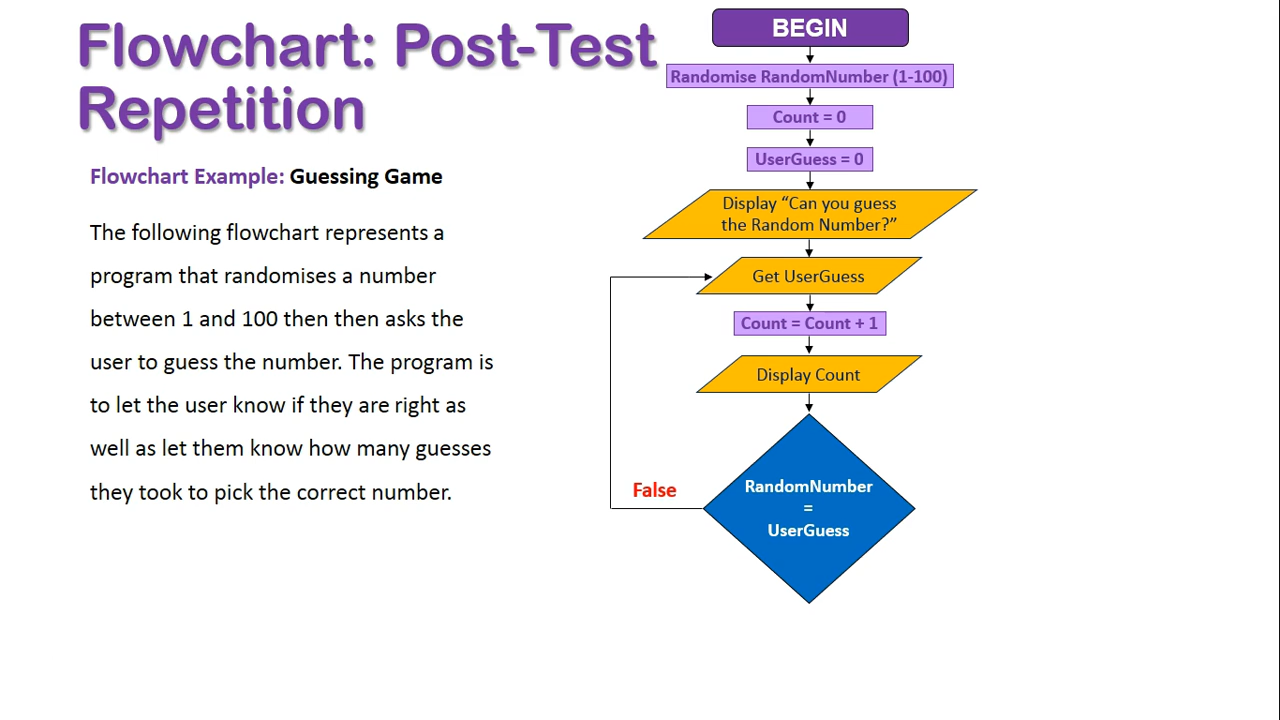 Flowchart: Post-Test
Repetition
Flowchart Example: Guessing Game
The following flowchart represents a
program that randomises a number
between 1 and 100 then then asks the
user to guess the number. The program is
to let the user know if they are right as
well as let them know how many guesses
they took to pick the correct number.
BEGIN
Randomise RandomNumber (1-100)
Count = 0
UserGuess = 0
Display “Can you guess
the Random Number?”
Get UserGuess
Count = Count + 1
Display Count
RandomNumber
=
UserGuess
False